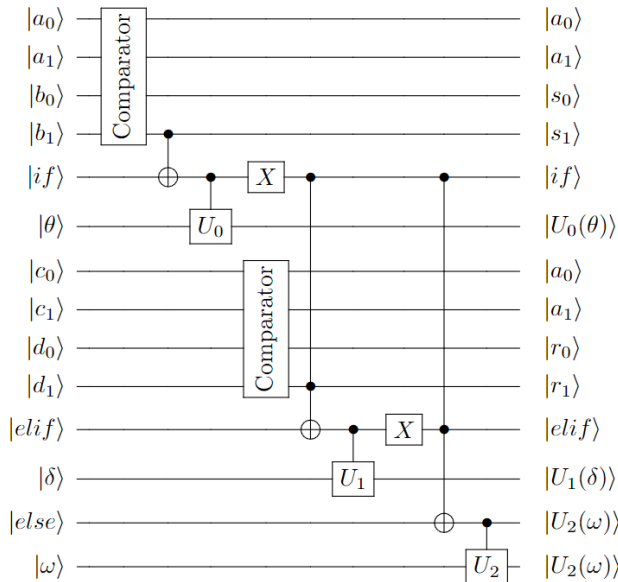 |a₀⟩ Comparator |a₀⟩
|a₁⟩ |a₁⟩
|b₀⟩ |s₀⟩
|b₁⟩ |s₁⟩
|if⟩ X |if⟩
|θ⟩ U₀ |U₀(θ)⟩
|c₀⟩ Comparator |a₀⟩
|c₁⟩ |a₁⟩
|d₀⟩ |r₀⟩
|d₁⟩ |r₁⟩
|elif⟩ X |elif⟩
|δ⟩ U₁ |U₁(δ)⟩
|else⟩ |U₂(ω)⟩
|ω⟩ U₂ |U₂(ω)⟩